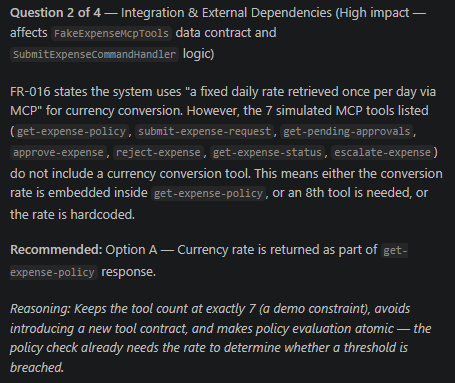 Question 2 of 4 — Integration & External Dependencies (High impact —
affects FakeExpenseMcpTools data contract and
SubmitExpenseCommandHandler logic)
FR-016 states the system uses "a fixed daily rate retrieved once per day via
MCP" for currency conversion. However, the 7 simulated MCP tools listed
(get-expense-policy, submit-expense-request, get-pending-approvals,
approve-expense, reject-expense, get-expense-status, escalate-expense)
do not include a currency conversion tool. This means either the conversion
rate is embedded inside get-expense-policy, or an 8th tool is needed, or
the rate is hardcoded.
Recommended: Option A — Currency rate is returned as part of get-
expense-policy response.
Reasoning: Keeps the tool count at exactly 7 (a demo constraint), avoids
introducing a new tool contract, and makes policy evaluation atomic — the
policy check already needs the rate to determine whether a threshold is
breached.